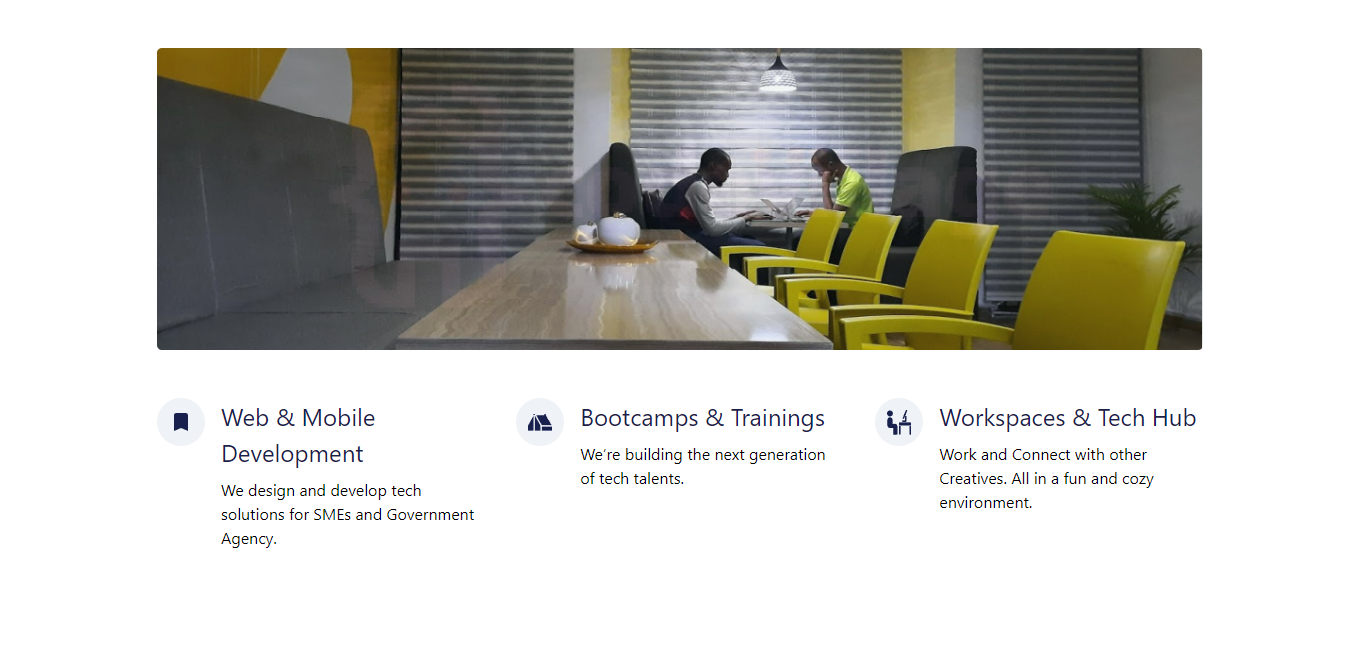 Web & Mobile
Development
We design and develop tech
solutions for SMEs and Government
Agency.
Bootcamps & Trainings
We're building the next generation
of tech talents.
Workspaces & Tech Hub
Work and Connect with other
Creatives. All in a fun and cozy
environment.